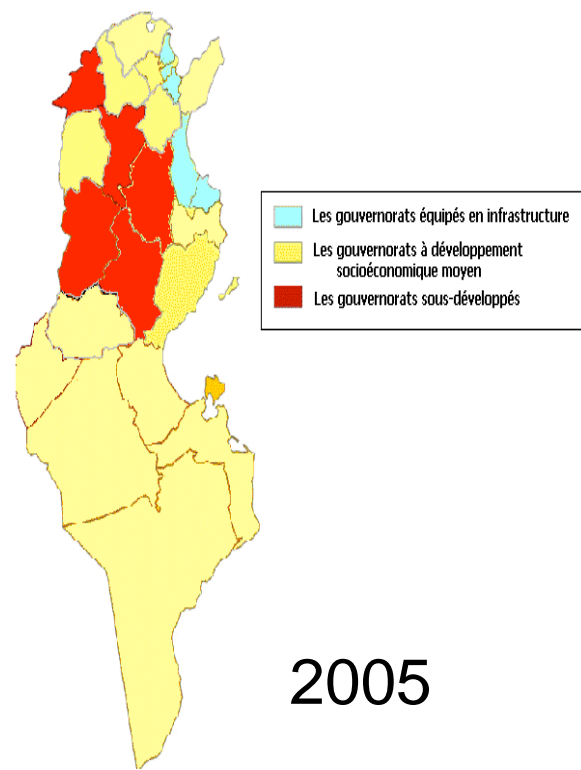 Les gouvernorats équipés en infrastructure
Les gouvernorats à développement
socioéconomique moyen
Les gouvernorats sous-développés
2005